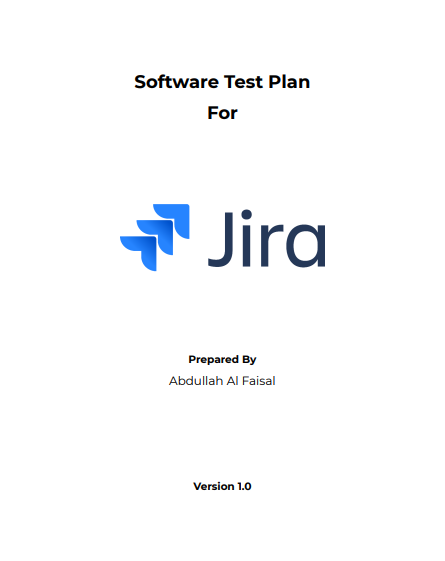 Software Test Plan
For
Jira
Prepared By
Abdullah Al Faisal
Version 1.0